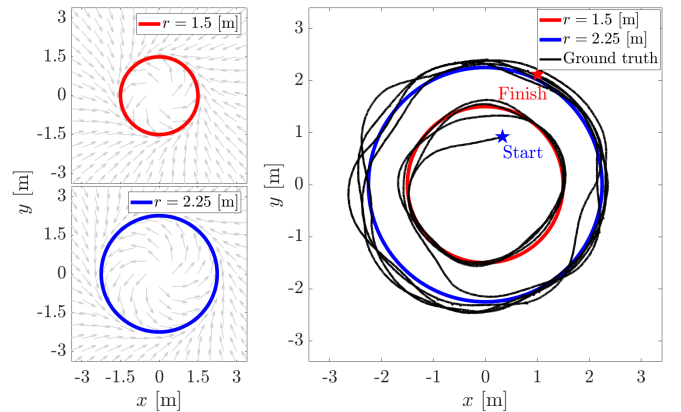 3
1.5
0
-1.5
-3
r = 1.5 [m]
3
1.5
0
-1.5
-3
r = 2.25 [m]
y [m]
-3 -1.5 0 1.5 3
x [m]
3
2
1
0
-1
-2
-3
y [m]
r = 1.5 [m]
r = 2.25 [m]
Ground truth
Finish
Start
-3 -2 -1 0 1 2 3
x [m]